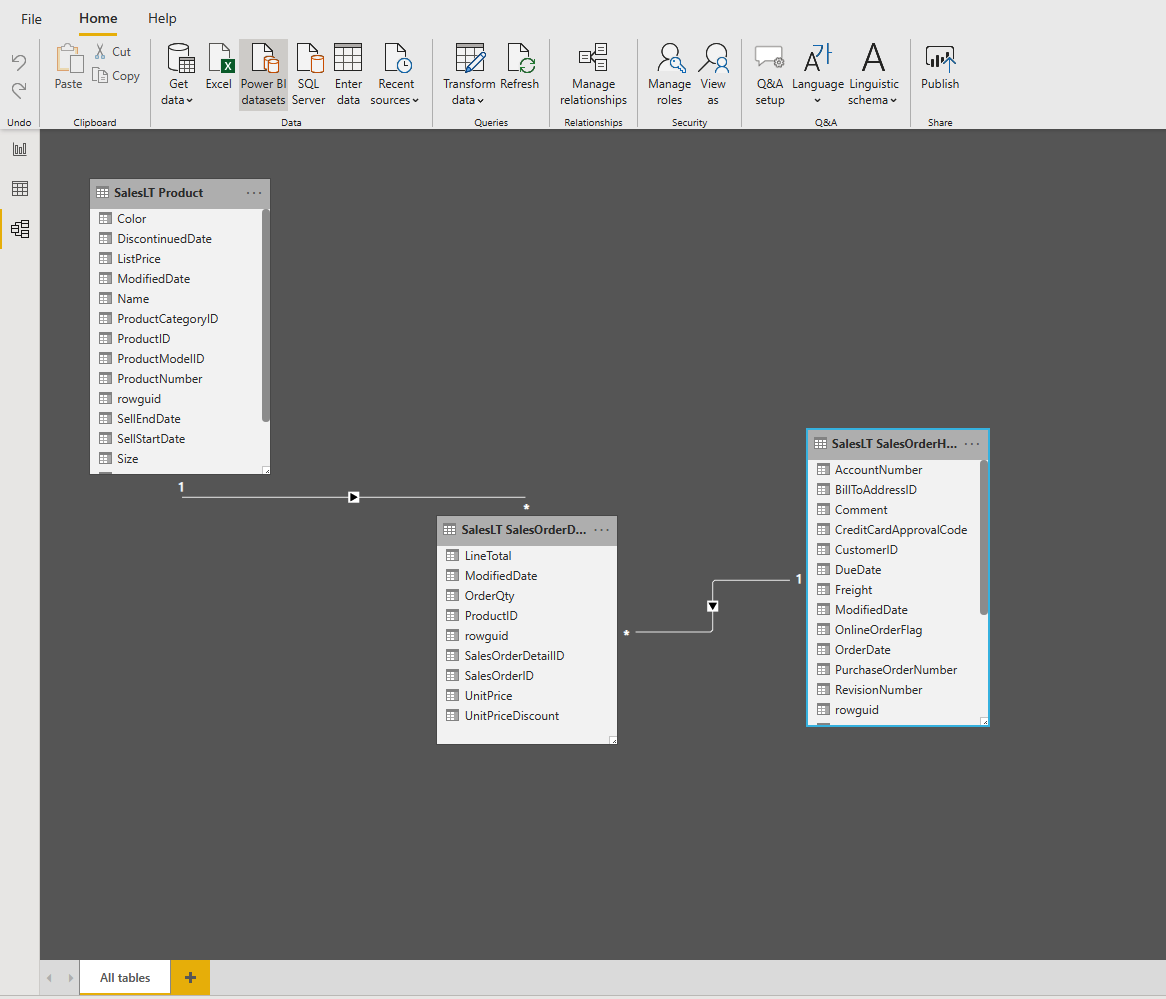 File Home Help
Cut
Copy
Paste
Get data
Excel
Power BI datasets
SQL Server
Enter data
Recent sources
Transform data
Refresh
Manage relationships
Manage roles
View as
Q&A setup
Language
Linguistic schema
Publish
Undo Clipboard Data Queries Relationships Security Q&A Share
SalesLT Product ...
Color
DiscontinuedDate
ListPrice
ModifiedDate
Name
ProductCategoryID
ProductID
ProductModelID
ProductNumber
rowguid
SellEndDate
SellStartDate
Size
1
*
SalesLT SalesOrderD... ...
LineTotal
ModifiedDate
OrderQty
ProductID
rowguid
SalesOrderDetailID
SalesOrderID
UnitPrice
UnitPriceDiscount
*
1
SalesLT SalesOrderH... ...
AccountNumber
BillToAddressID
Comment
CreditCardApprovalCode
CustomerID
DueDate
Freight
ModifiedDate
OnlineOrderFlag
OrderDate
PurchaseOrderNumber
RevisionNumber
rowguid
All tables +